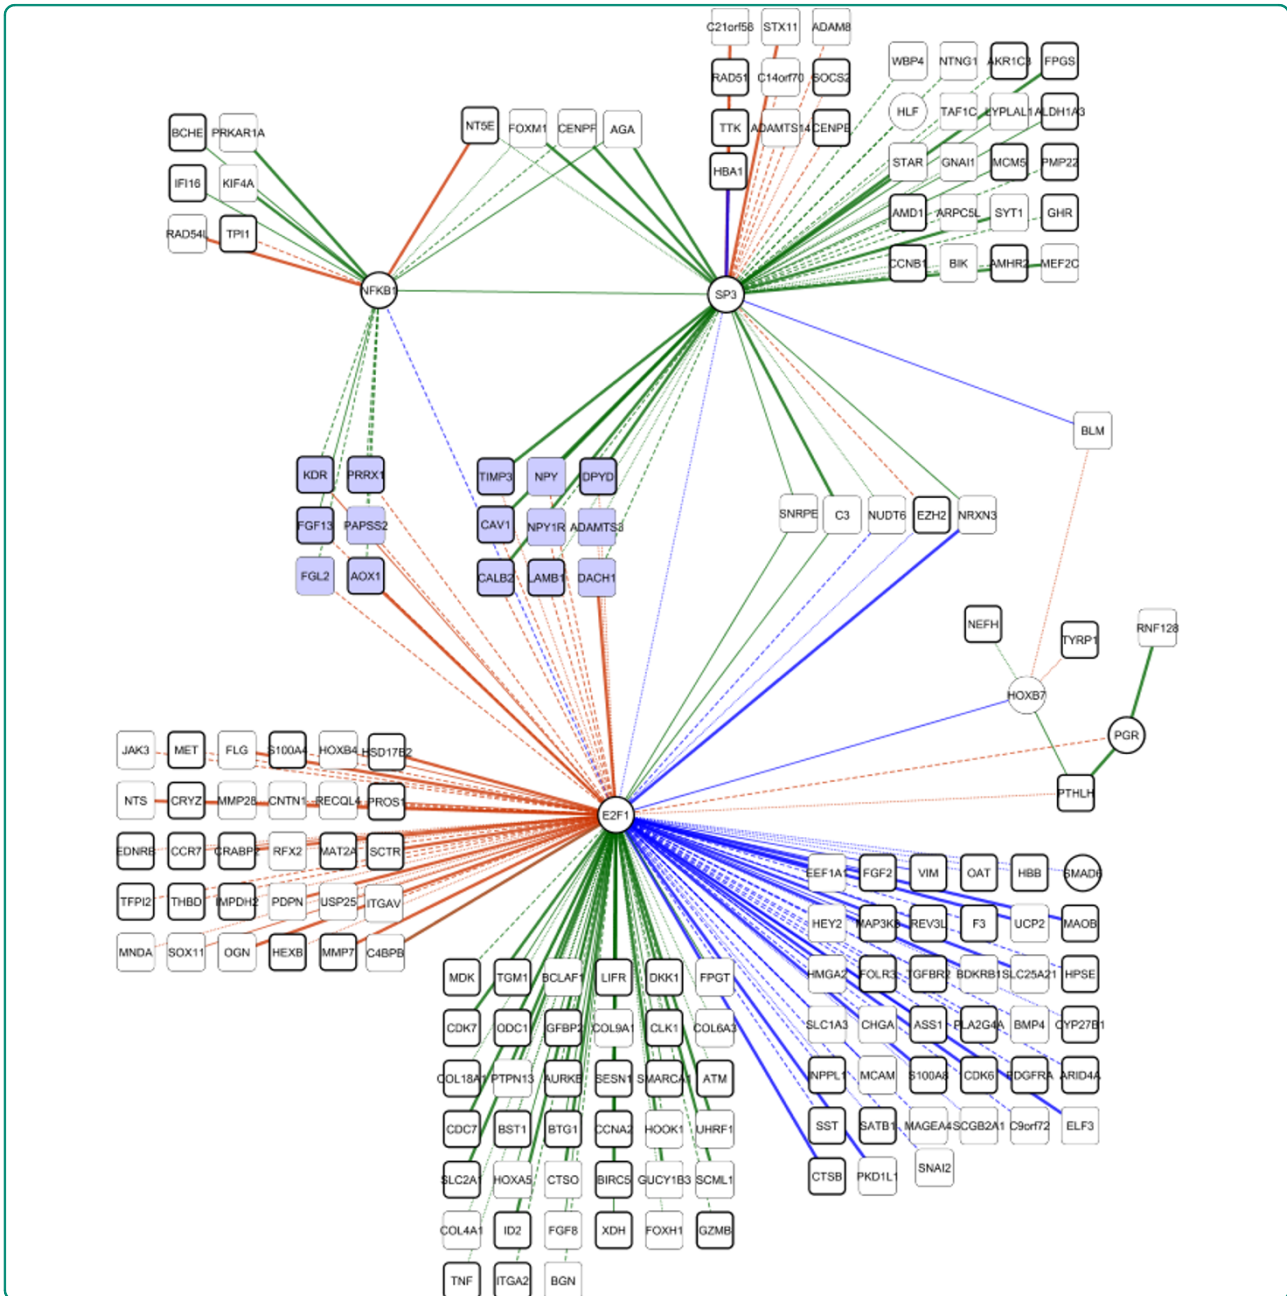 C21orf58 STX11 ADAM8
WBP4 NTNG1 AKR1C3 FPGS
RAD51 C14orf70 SOCS2
HLF TAF1C LYPLAL1 ALDH1A3
BCHE PRKAR1A NT5E FOXM1 CENPF AGA TTK ADAMTS14 CENPE
STAR GNAI1 MCM5 PMP22
HBA1
IFI16 KIF4A
AMD1 ARPC5L SYT1 GHR
RAD54L TPI1
CCNB1 BIK AMHR2 MEF2C
NFKB1 SP3
BLM
KDR PRRX1 TIMP3 NPY DPYD
SNRPE C3 NUDT6 EZH2 NRXN3
FGF13 PAPSS2 CAV1 NPY1R ADAMTS3
FGL2 AOX1 CALB2 LAMB1 DACH1
NEFH TYRP1 RNF128
HOXB7
PGR
JAK3 MET FLG S100A4 HOXB4 HSD17B2
PTHLH
NTS CRYZ MMP28 CNTN1 RECQL4 PROS1
E2F1
EDNRB CCR7 CRABP2 RFX2 MAT2A SCTR
EEF1A1 FGF2 VIM OAT HBB SMAD6
TFPI2 THBD IMPDH2 PDPN USP25 ITGAV
HEY2 MAP3K8 REV3L F3 UCP2 MAOB
MNDA SOX11 OGN HEXB MMP7 C4BPB
MDK TGM1 BCLAF1 LIFR DKK1 FPGT
HMGA2 FOLR3 TGFBR2 BDKRB1 SLC25A21 HPSE
CDK7 ODC1 IGFBP2 COL9A1 CLK1 COL6A3
SLC1A3 CHGA ASS1 PLA2G4A BMP4 CYP27B1
COL18A1 PTPN13 AURKB SESN1 SMARCA1 ATM
INPPL1 MCAM S100A8 CDK6 PDGFRA ARID4A
CDC7 BST1 BTG1 CCNA2 HOOK1 UHRF1
SST SATB1 MAGEA4 SCGB2A1 C9orf72 ELF3
SLC2A1 HOXA5 CTSO BIRC5 GUCY1B3 SCML1
CTSB PKD1L1 SNAI2
COL4A1 ID2 FGF8 XDH FOXH1 GZMB
TNF ITGA2 BGN